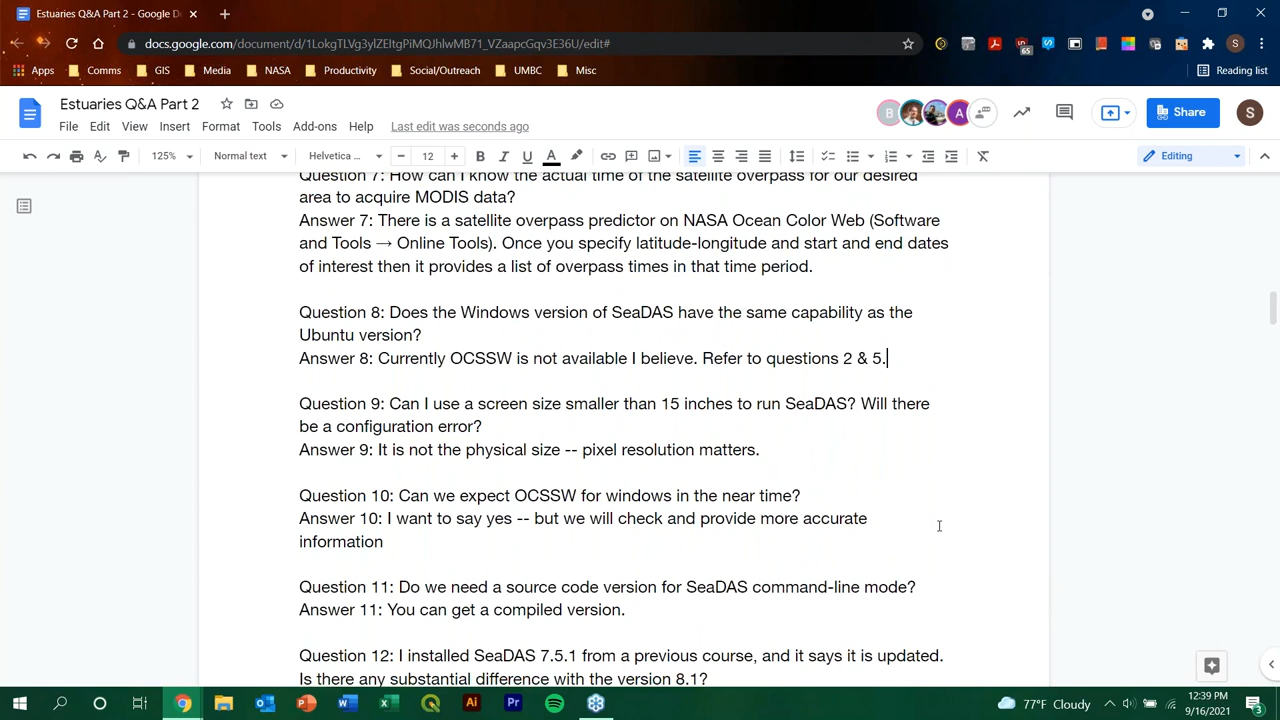 Estuaries Q&A Part 2 - Google D
docs.google.com/document/d/1LokgTLVg3ylZEItgPiMQJhlwMB71_VZaapcGqv3E36U/edit#
Apps Comms GIS Media NASA Productivity Social/Outreach UMBC Misc Reading list
Estuaries Q&A Part 2
File Edit View Insert Format Tools Add-ons Help Last edit was seconds ago
Share
S
125% Normal text Helvetica ... 12 Editing
Question 7: How can I know the actual time of the satellite overpass for our desired
area to acquire MODIS data?
Answer 7: There is a satellite overpass predictor on NASA Ocean Color Web (Software
and Tools → Online Tools). Once you specify latitude-longitude and start and end dates
of interest then it provides a list of overpass times in that time period.
Question 8: Does the Windows version of SeaDAS have the same capability as the
Ubuntu version?
Answer 8: Currently OCSSW is not available I believe. Refer to questions 2 & 5.
Question 9: Can I use a screen size smaller than 15 inches to run SeaDAS? Will there
be a configuration error?
Answer 9: It is not the physical size -- pixel resolution matters.
Question 10: Can we expect OCSSW for windows in the near time?
Answer 10: I want to say yes -- but we will check and provide more accurate
information
Question 11: Do we need a source code version for SeaDAS command-line mode?
Answer 11: You can get a compiled version.
Question 12: I installed SeaDAS 7.5.1 from a previous course, and it says it is updated.
Is there any substantial difference with the version 8.1?
77°F Cloudy
12:39 PM
9/16/2021